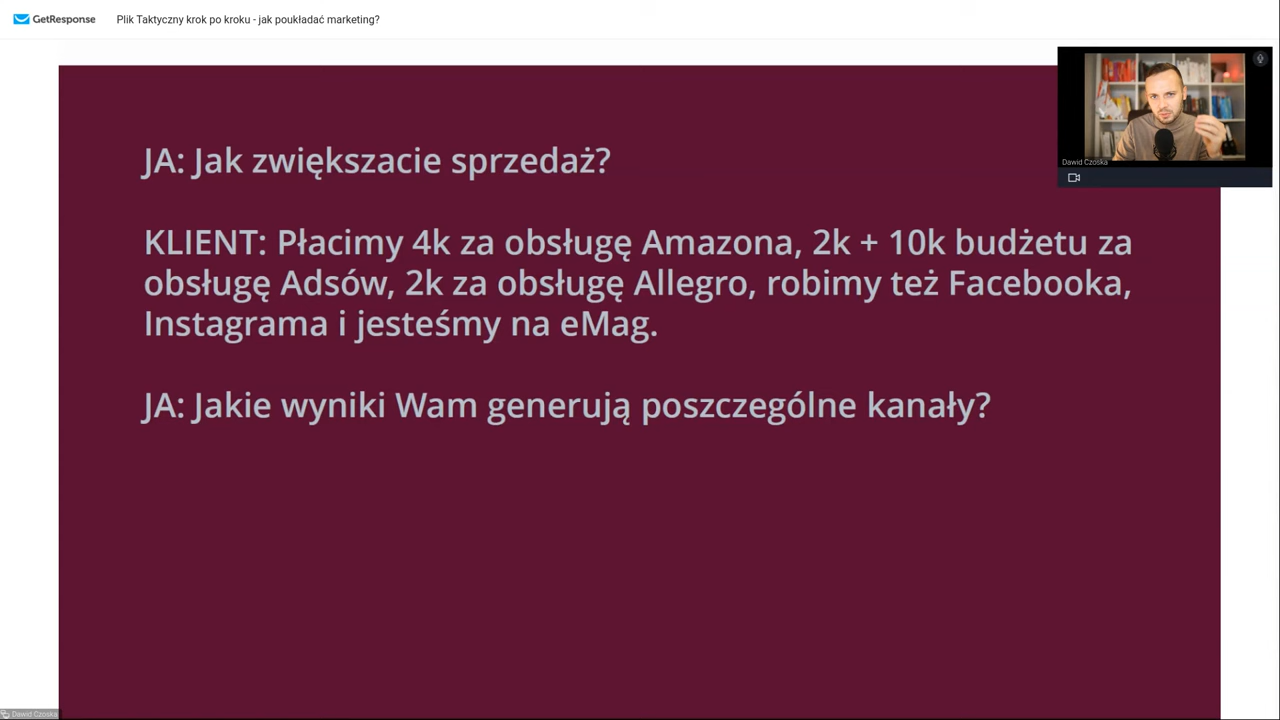 GetResponse
Plik Taktyczny krok po kroku - jak poukładać marketing?
Dawid Czoska
JA: Jak zwiększacie sprzedaż?
KLIENT: Płacimy 4k za obsługę Amazona, 2k + 10k budżetu za
obsługę Adsów, 2k za obsługę Allegro, robimy też Facebooka,
Instagrama i jesteśmy na eMag.
JA: Jakie wyniki Wam generują poszczególne kanały?
Dawid Czoska